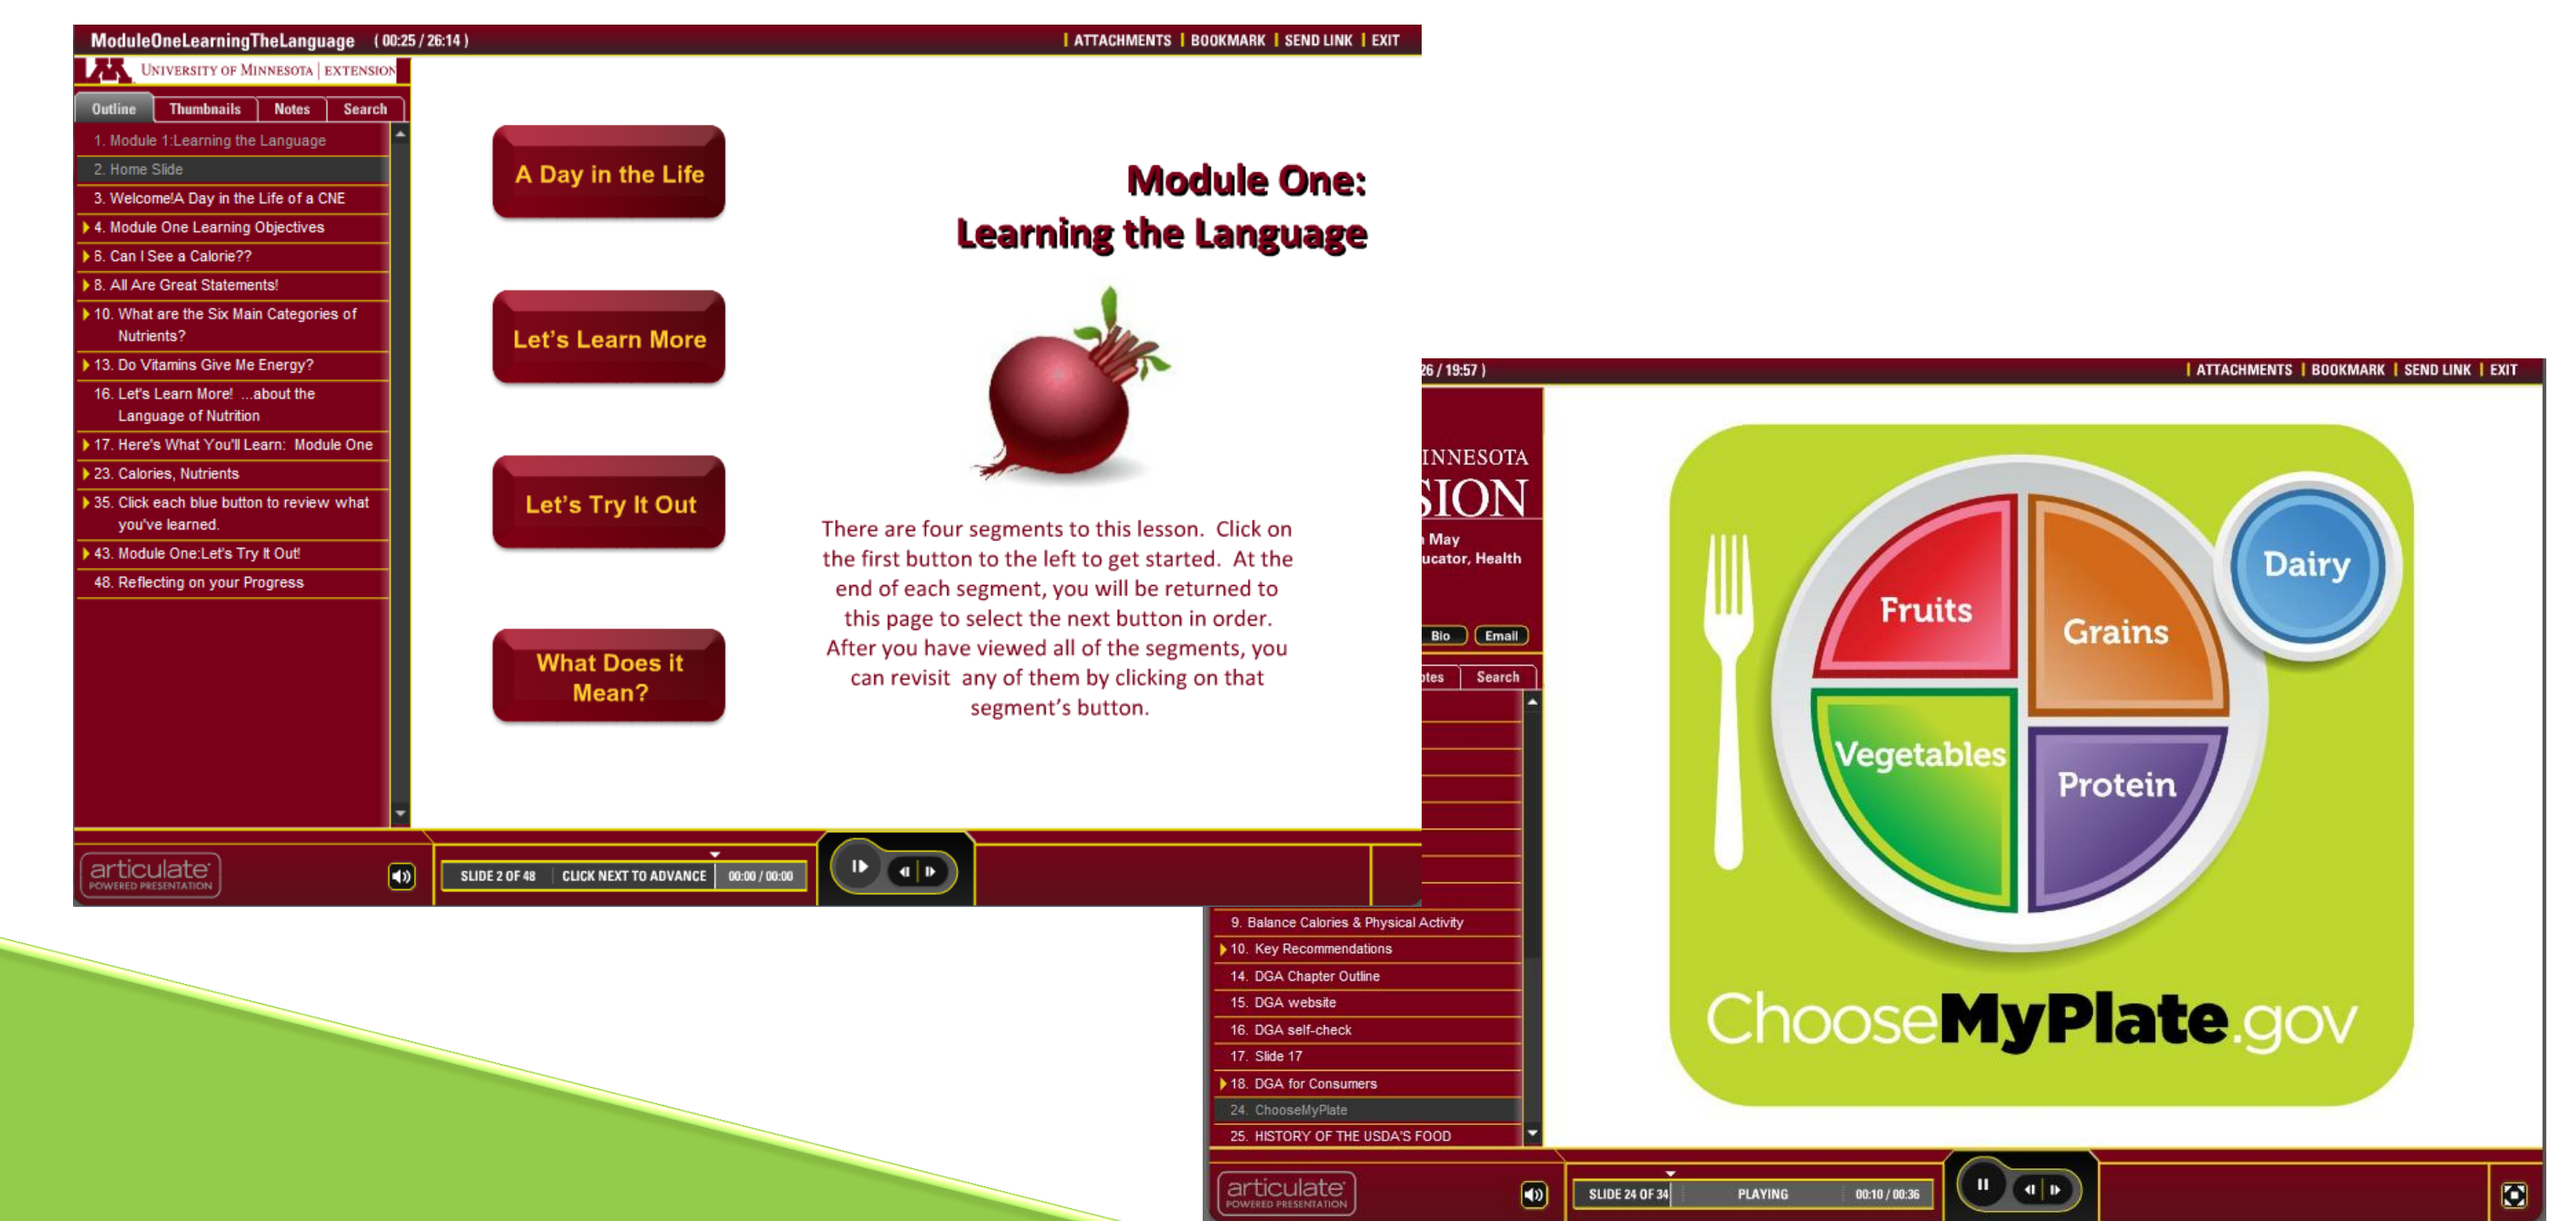 ModuleOneLearningTheLanguage ( 00:25 / 26:14 )
ATTACHMENTS | BOOKMARK | SEND LINK | EXIT
UNIVERSITY OF MINNESOTA | EXTENSION
Outline Thumbnails Notes Search
1. Module 1:Learning the Language
2. Home Slide
3. Welcome!A Day in the Life of a CNE
4. Module One Learning Objectives
6. Can I See a Calorie??
8. All Are Great Statements!
10. What are the Six Main Categories of
Nutrients?
13. Do Vitamins Give Me Energy?
16. Let's Learn More! ...about the
Language of Nutrition
17. Here's What You'll Learn: Module One
23. Calories, Nutrients
35. Click each blue button to review what
you've learned.
43. Module One:Let's Try It Out!
48. Reflecting on your Progress
A Day in the Life
Let's Learn More
Let's Try It Out
What Does it
Mean?
Module One:
Learning the Language
There are four segments to this lesson. Click on
the first button to the left to get started. At the
end of each segment, you will be returned to
this page to select the next button in order.
After you have viewed all of the segments, you
can revisit any of them by clicking on that
segment's button.
articulate
POWERED PRESENTATION
SLIDE 2 OF 48 CLICK NEXT TO ADVANCE 00:00 / 00:00
26 / 19:57 )
ATTACHMENTS | BOOKMARK | SEND LINK | EXIT
INNESOTA
SION
May
ucator, Health
Bio Email
otes Search
9. Balance Calories & Physical Activity
10. Key Recommendations
14. DGA Chapter Outline
15. DGA website
16. DGA self-check
17. Slide 17
18. DGA for Consumers
24. ChooseMyPlate
25. HISTORY OF THE USDA'S FOOD
Fruits
Grains
Dairy
Vegetables
Protein
ChooseMyPlate.gov
articulate
POWERED PRESENTATION
SLIDE 24 OF 34 PLAYING 00:10 / 00:36